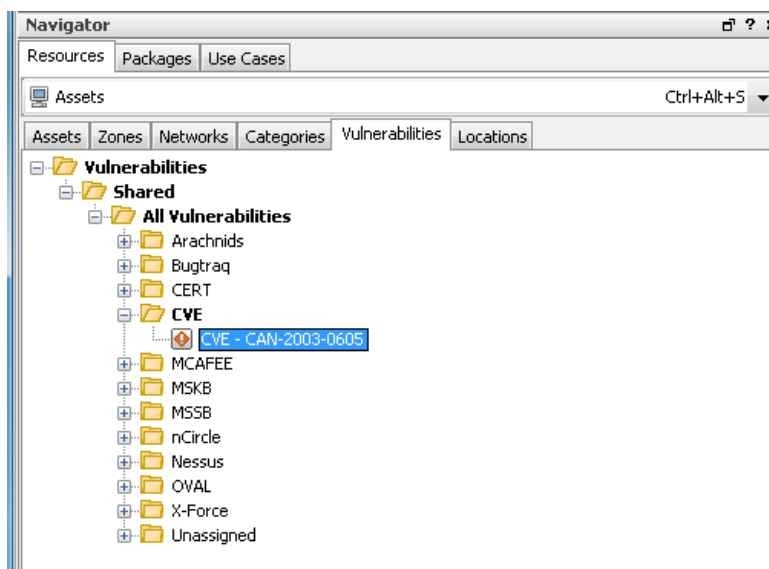 Navigator ?
Resources Packages Use Cases
Assets Ctrl+Alt+S
Assets Zones Networks Categories Vulnerabilities Locations
Vulnerabilities
Shared
All Vulnerabilities
Arachnids
Bugtraq
CERT
CVE
CVE - CAN-2003-0605
MCAFEE
MSKB
MSSB
nCircle
Nessus
OVAL
X-Force
Unassigned